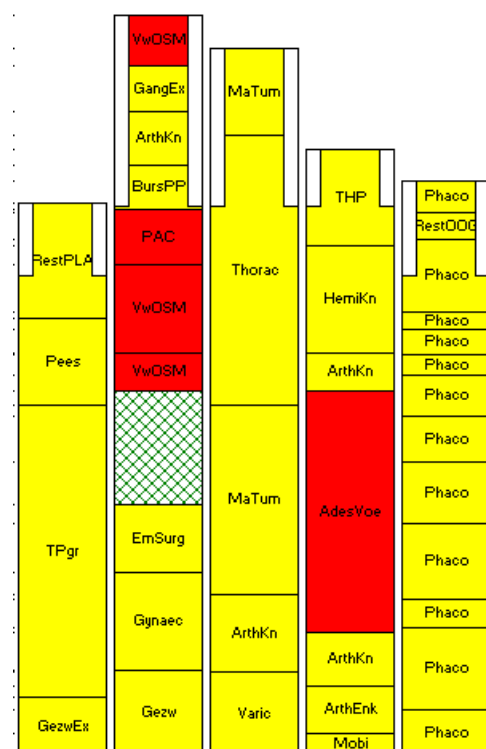 RestPLA
Pees
TPgr
GezwEx
VwOSM
GangEx
ArthKn
BursPP
PAC
VwOSM
VwOSM
EmSurg
Gynaec
Gezw
MaTum
Thorac
MaTum
ArthKn
Varic
THP
HemiKn
ArthKn
AdesVoe
ArthKn
ArthEnk
Mobi
Phaco
RestOOG
Phaco
Phaco
Phaco
Phaco
Phaco
Phaco
Phaco
Phaco
Phaco
Phaco
Phaco